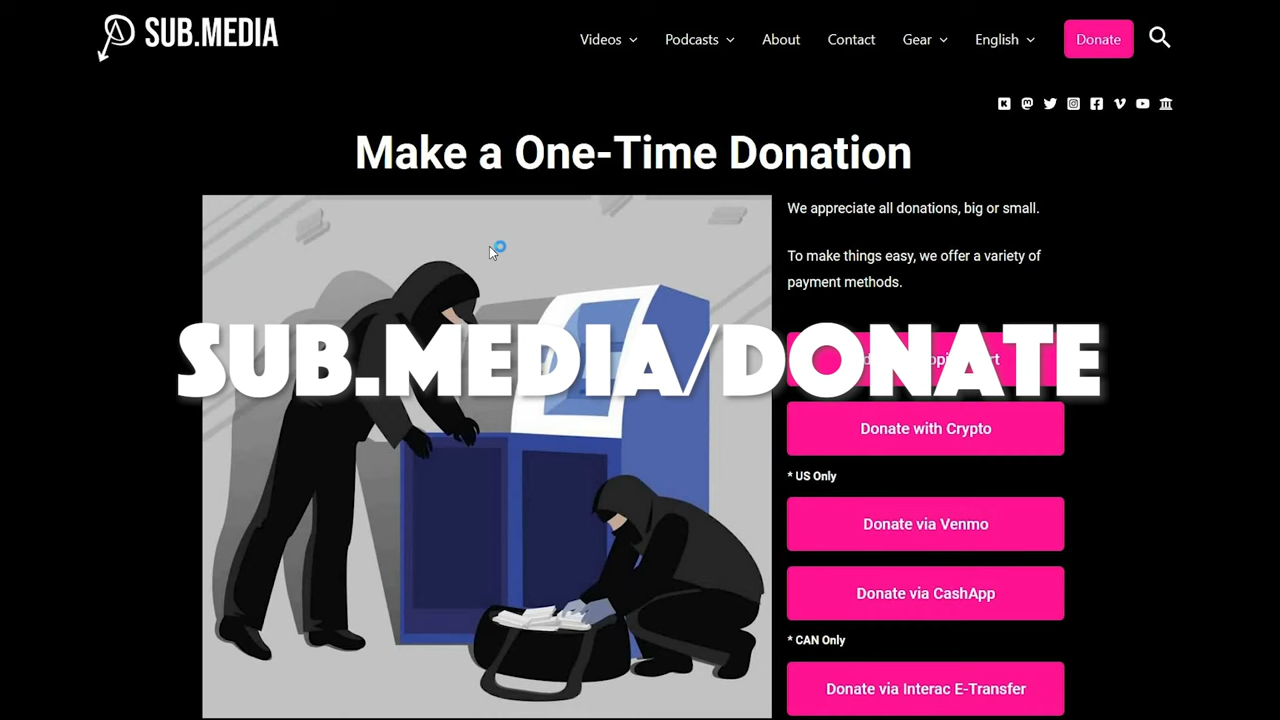 SUB.MEDIA
Videos
Podcasts
About
Contact
Gear
English
Donate
Make a One-Time Donation
We appreciate all donations, big or small.
To make things easy, we offer a variety of
payment methods.
SUB.MEDIA/DONATE
Donate with Crypto
* US Only
Donate via Venmo
Donate via CashApp
* CAN Only
Donate via Interac E-Transfer